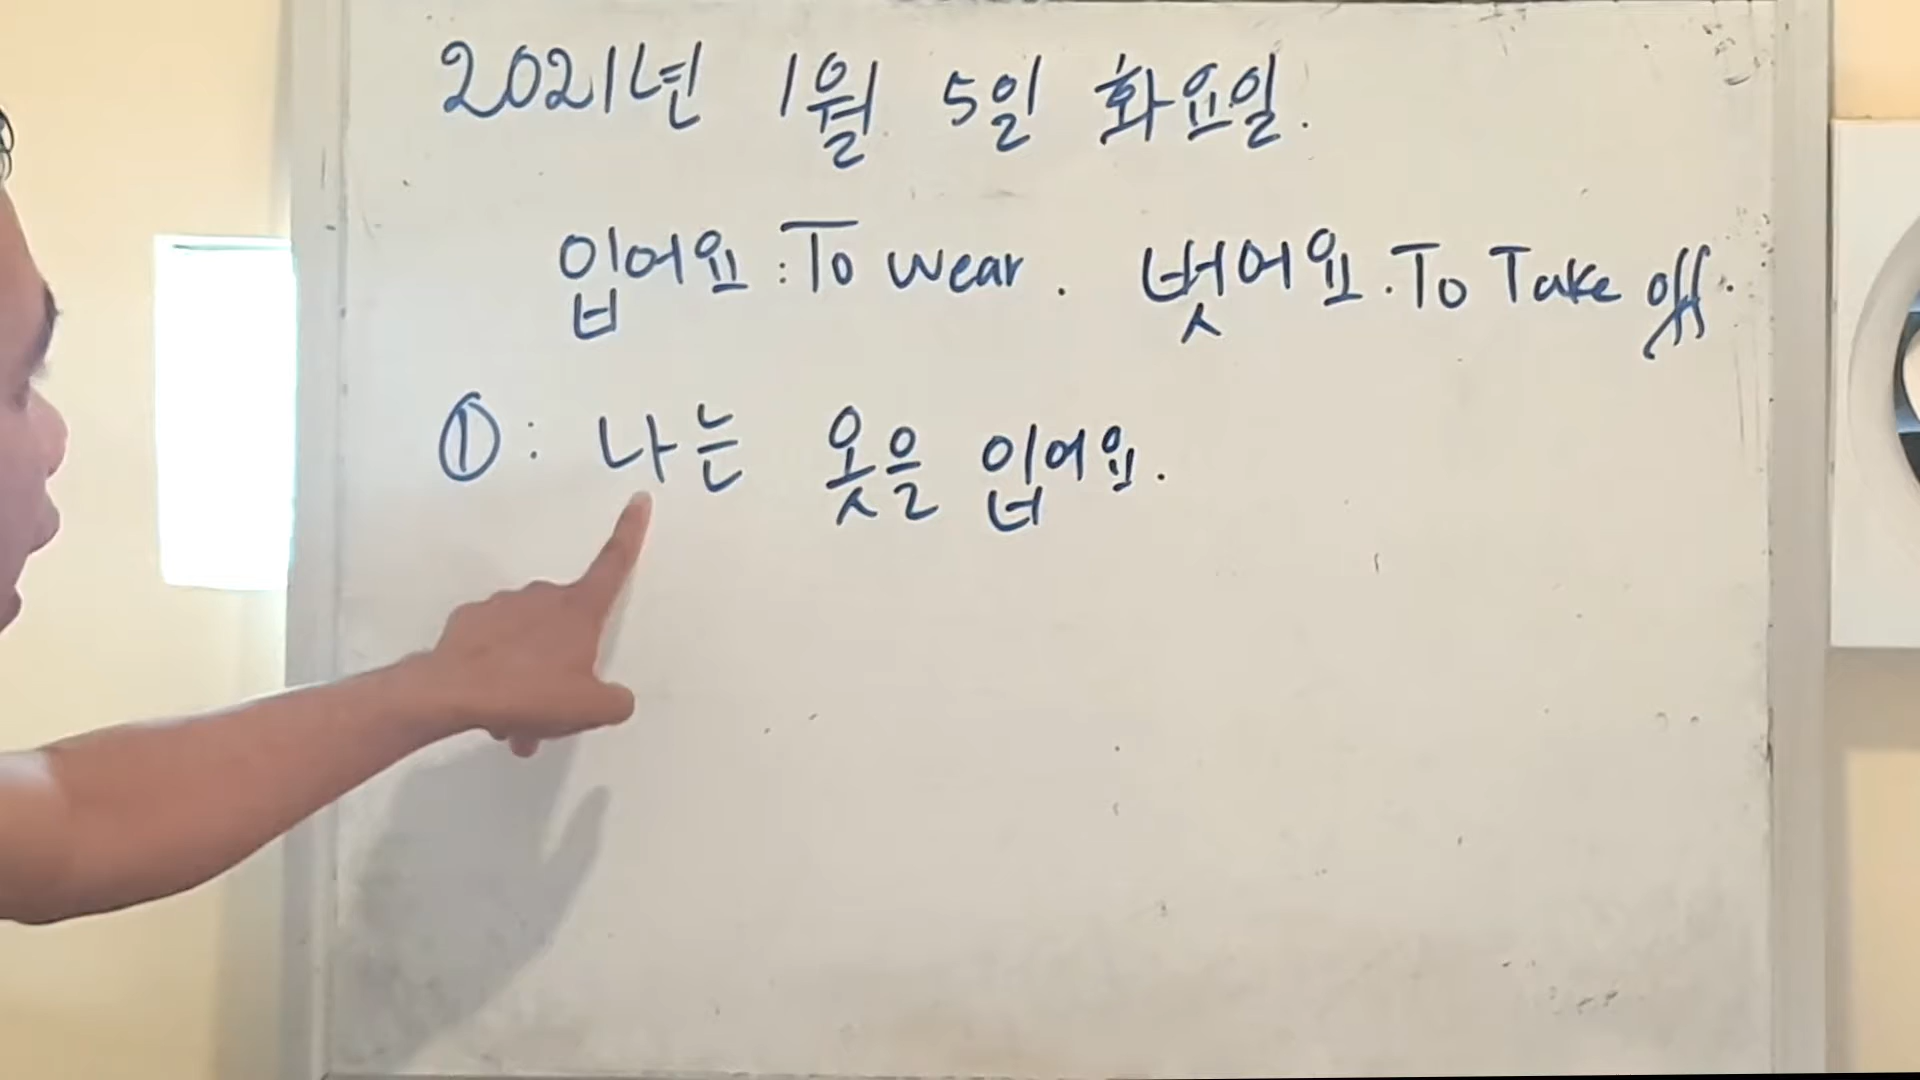 2021년 1월 5일 화요일.
입어요 : To wear. 벗어요. To Take off.
①: 나는 옷을 입어요.